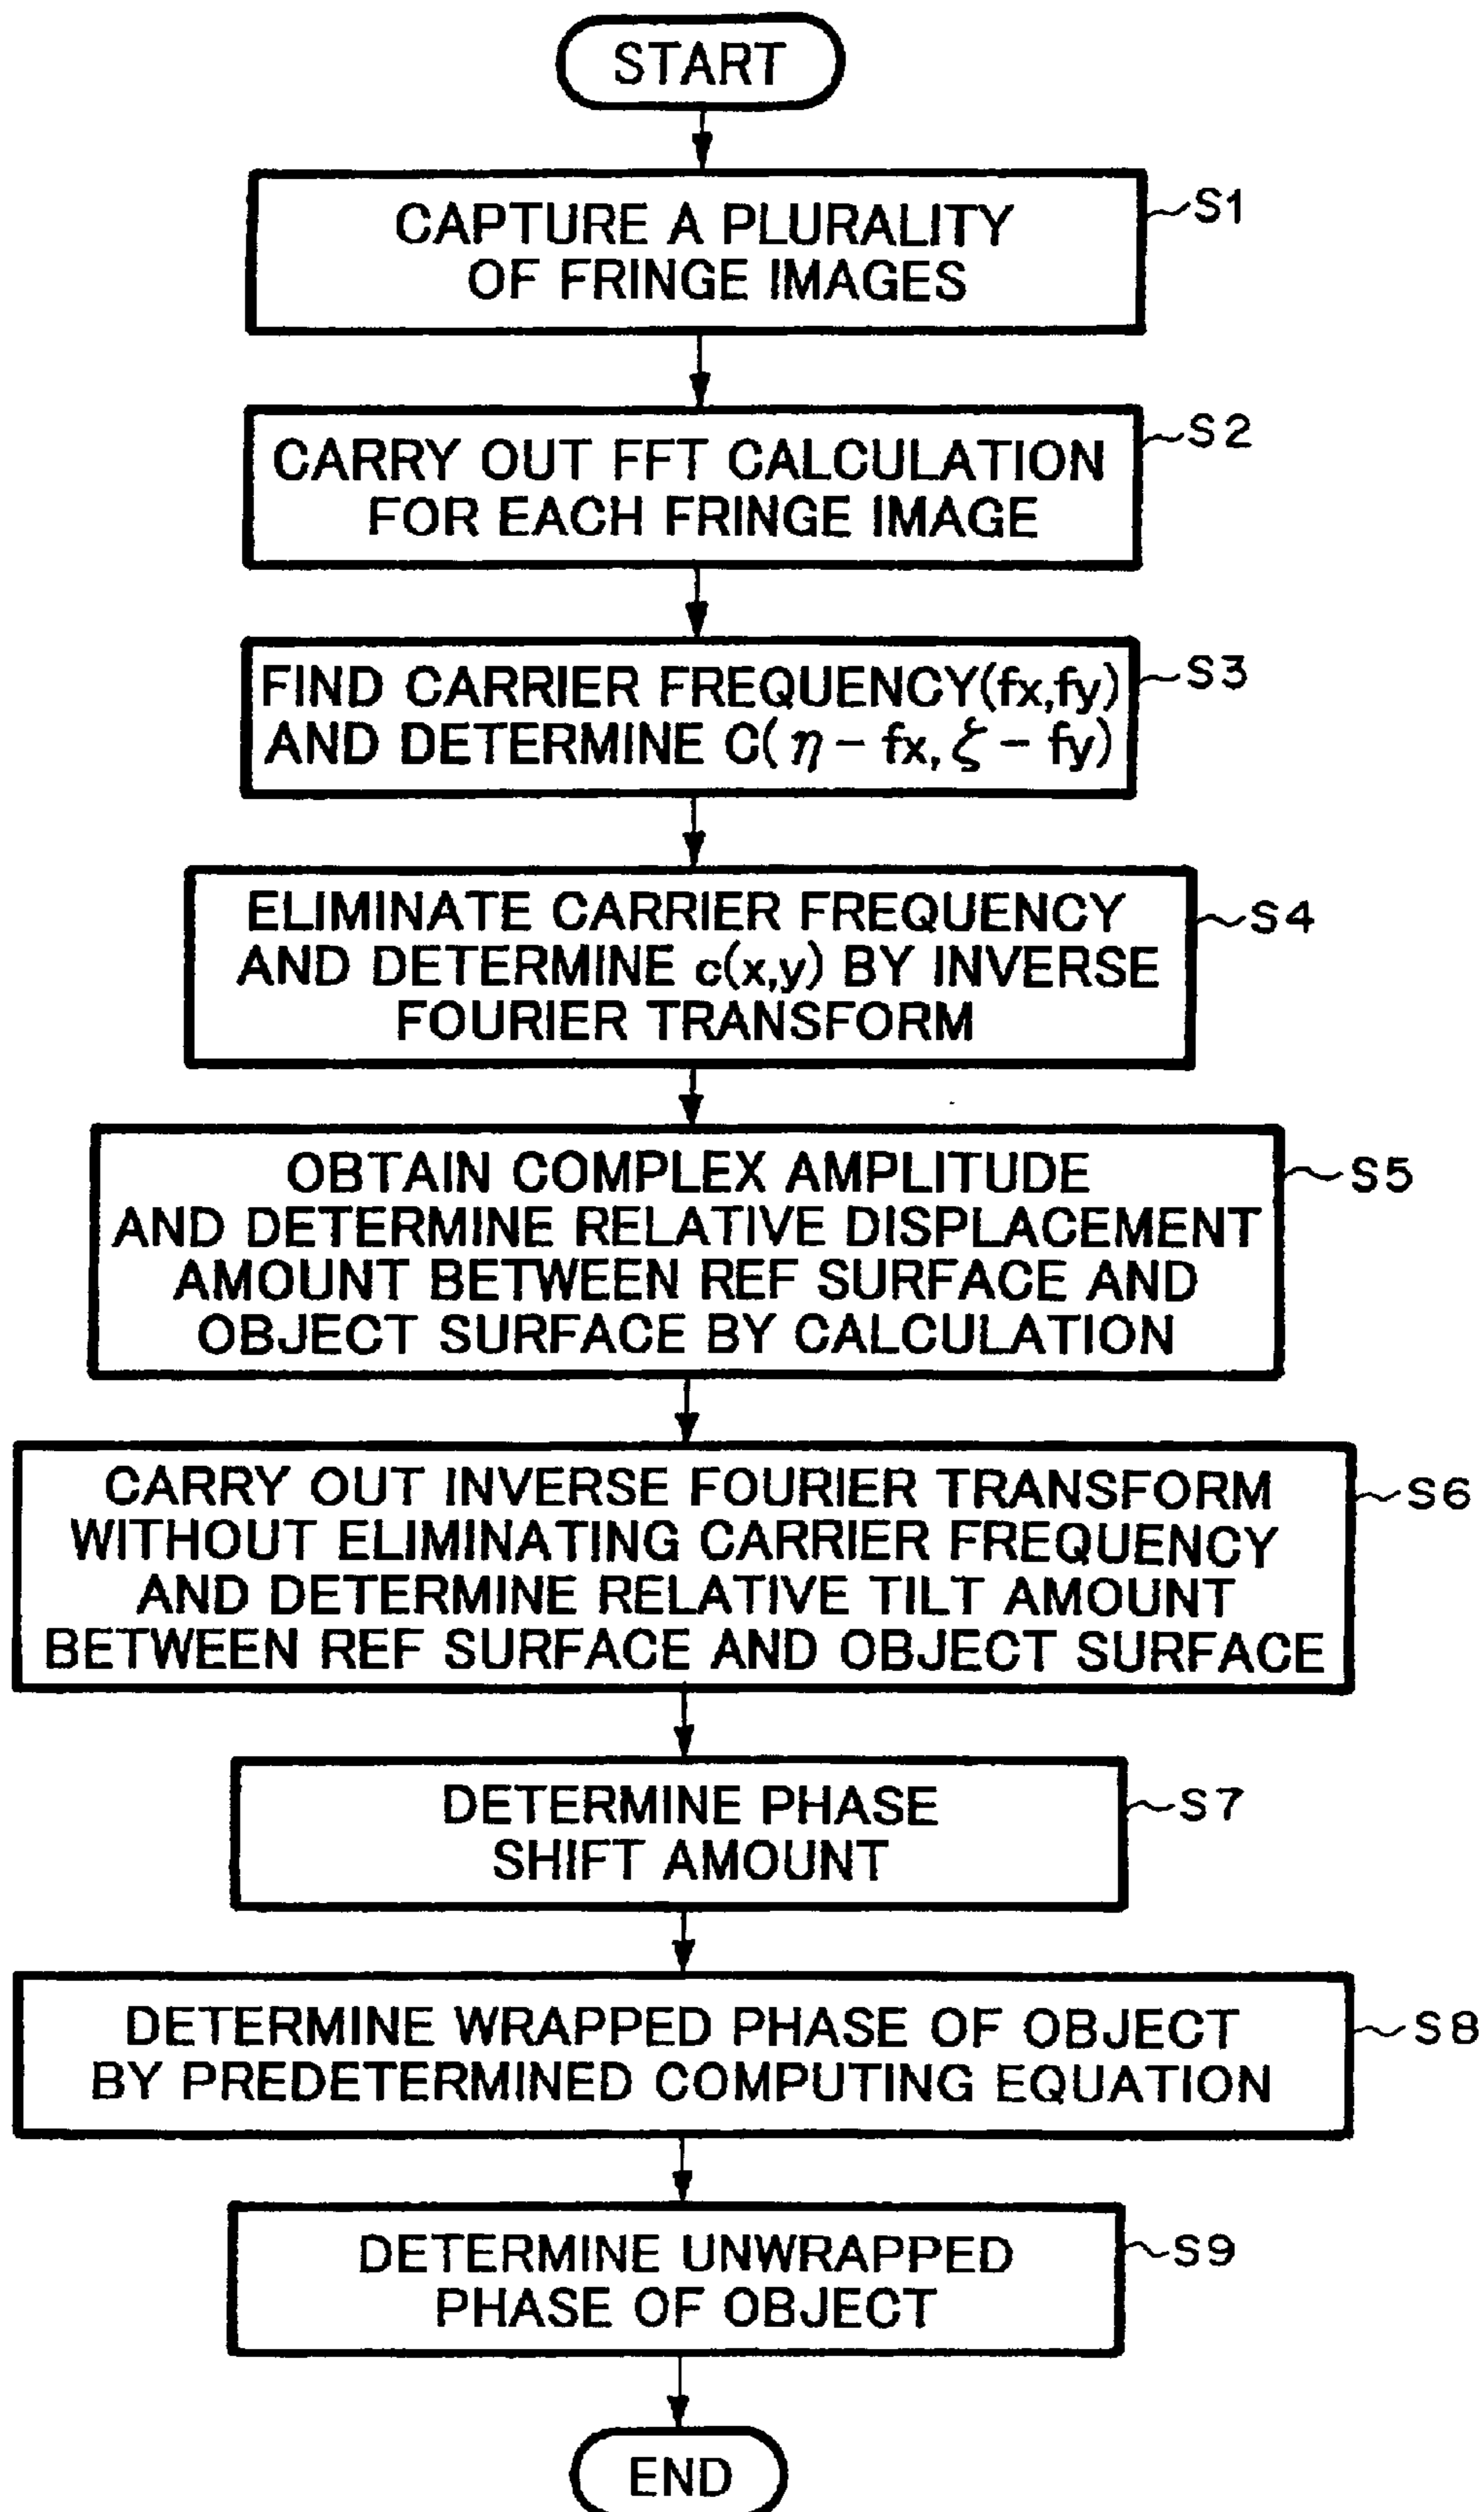 START
CAPTURE A PLURALITY
OF FRINGE IMAGES
S1
CARRY OUT FFT CALCULATION
FOR EACH FRINGE IMAGE
S2
FIND CARRIER FREQUENCY(fx,fy)
AND DETERMINE C(η-fx,ζ-fy)
S3
ELIMINATE CARRIER FREQUENCY
AND DETERMINE c(x,y) BY INVERSE
FOURIER TRANSFORM
S4
OBTAIN COMPLEX AMPLITUDE
AND DETERMINE RELATIVE DISPLACEMENT
AMOUNT BETWEEN REF SURFACE AND
OBJECT SURFACE BY CALCULATION
S5
CARRY OUT INVERSE FOURIER TRANSFORM
WITHOUT ELIMINATING CARRIER FREQUENCY
AND DETERMINE RELATIVE TILT AMOUNT
BETWEEN REF SURFACE AND OBJECT SURFACE
S6
DETERMINE PHASE
SHIFT AMOUNT
S7
DETERMINE WRAPPED PHASE OF OBJECT
BY PREDETERMINED COMPUTING EQUATION
S8
DETERMINE UNWRAPPED
PHASE OF OBJECT
S9
END